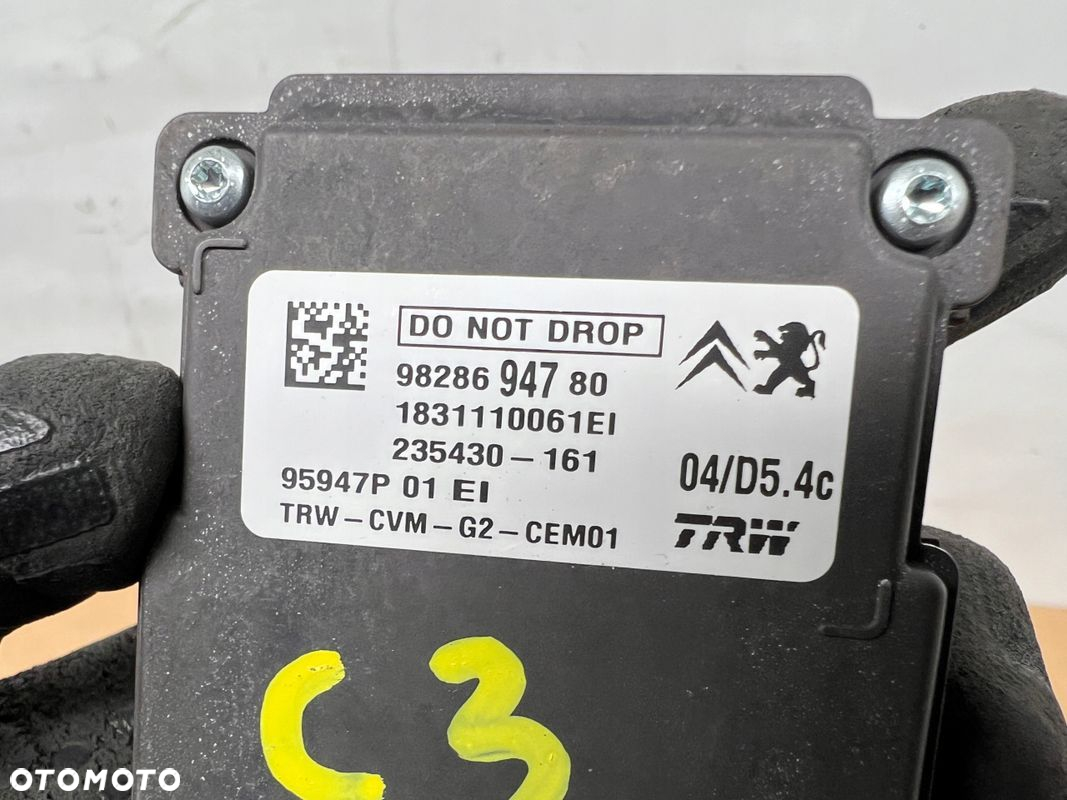 DO NOT DROP
98286 947 80
1831110061EI
235430-161
04/D5.4c
95947P 01 EI
TRW-CVM-G2-CEM01
TRW
C3
OTOMOTO